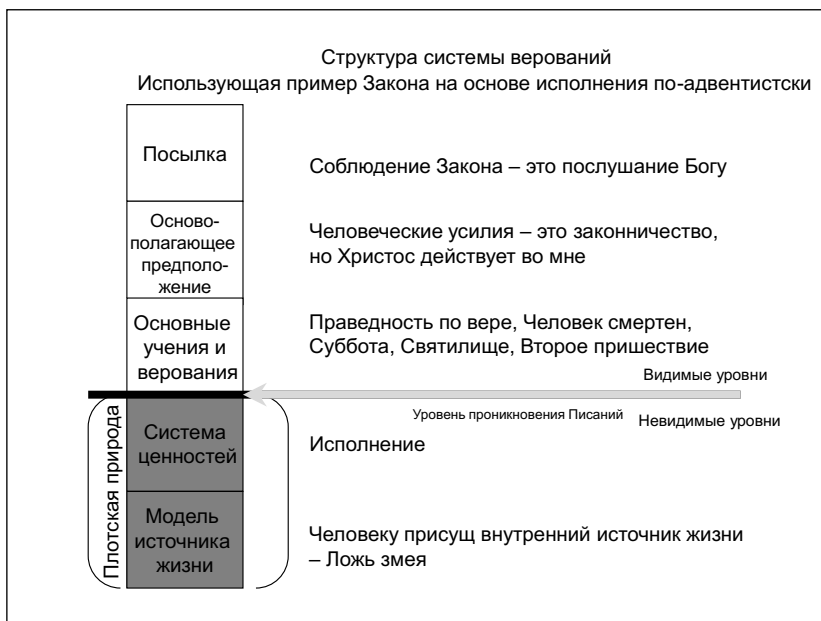 Структура системы верований
Использующая пример Закона на основе исполнения по-адвентистски
Посылка
Соблюдение Закона – это послушание Богу
Осново-
полагающее
предполо-
жение
Человеческие усилия – это законничество,
но Христос действует во мне
Основные
учения и
верования
Праведность по вере, Человек смертен,
Суббота, Святилище, Второе пришествие
Видимые уровни
Уровень проникновения Писаний
Невидимые уровни
Плотская природа
Система
ценностей
Исполнение
Модель
источника
жизни
Человеку присущ внутренний источник жизни
– Ложь змея